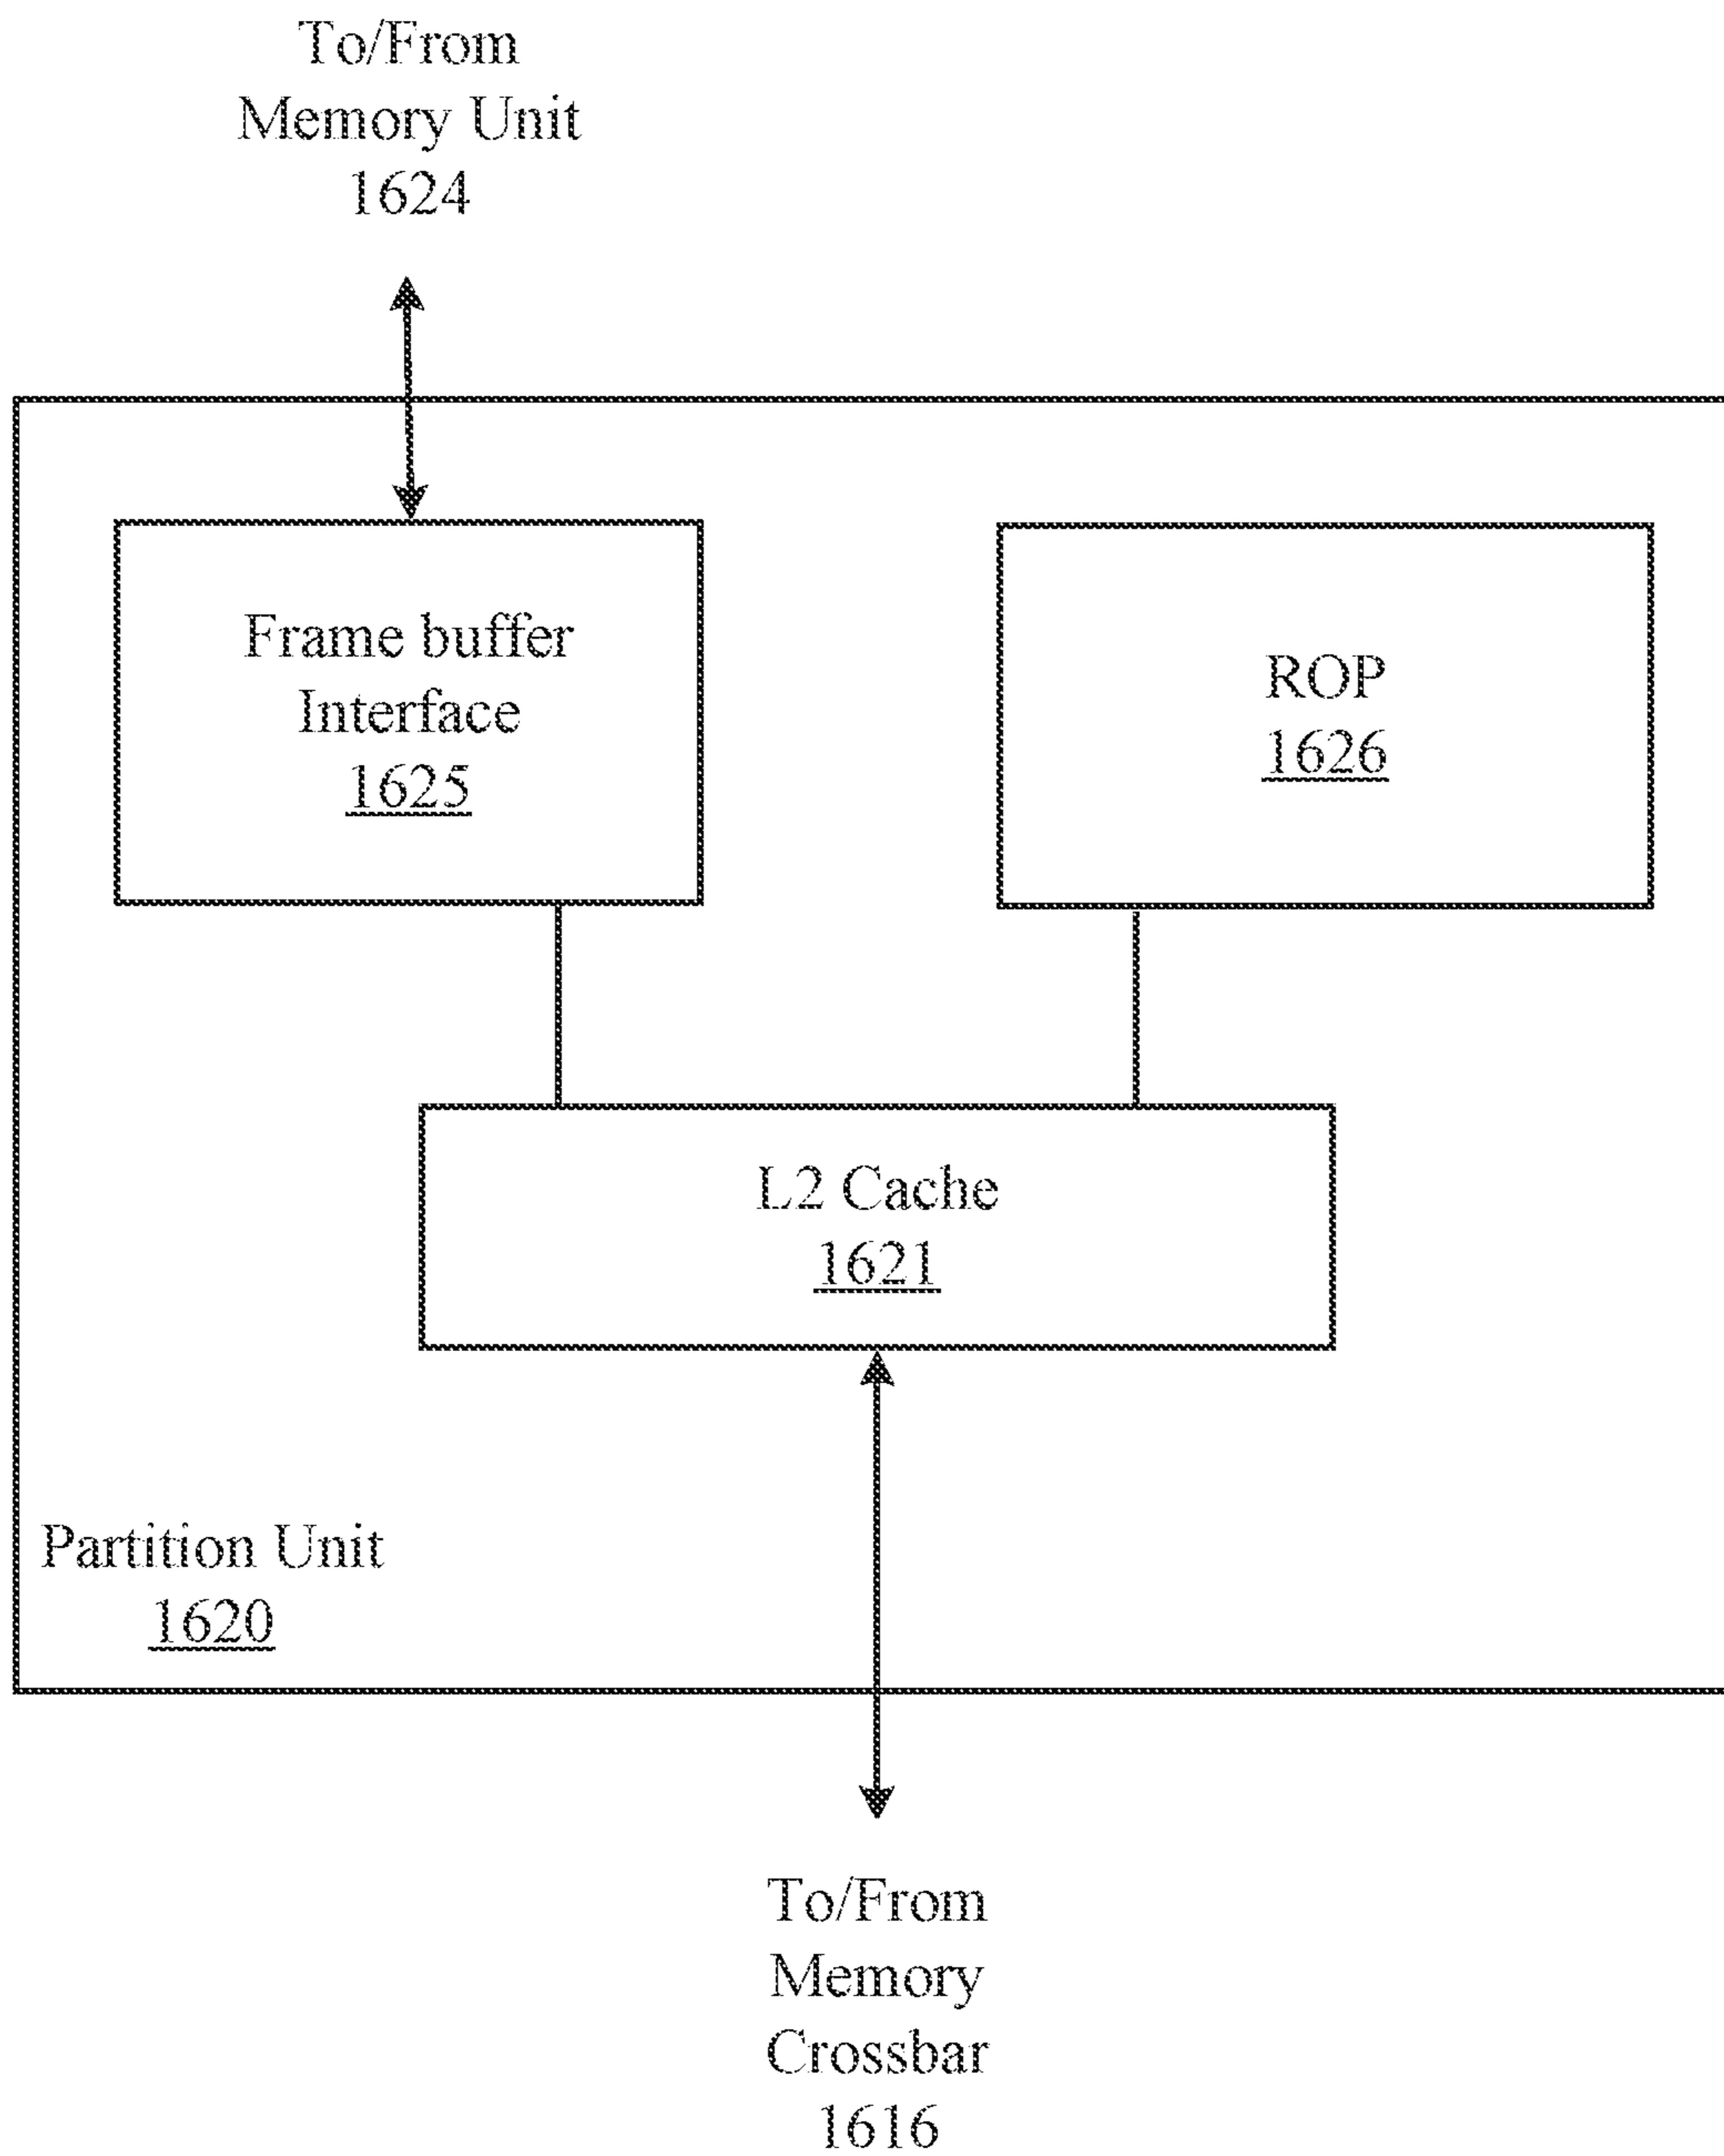 To/From
Memory Unit
1624
Frame buffer
Interface
1625
ROP
1626
L2 Cache
1621
Partition Unit
1620
To/From
Memory
Crossbar
1616